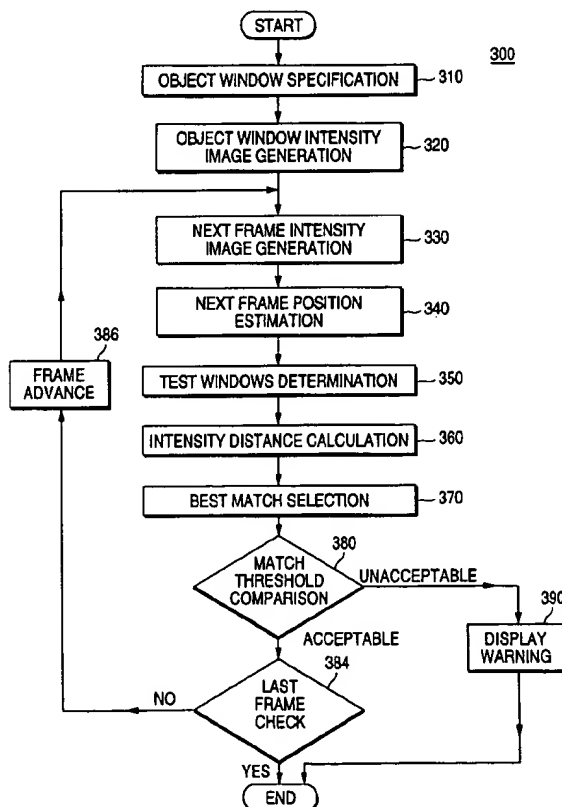 START
300
OBJECT WINDOW SPECIFICATION
310
OBJECT WINDOW INTENSITY
IMAGE GENERATION
320
NEXT FRAME INTENSITY
IMAGE GENERATION
330
NEXT FRAME POSITION
ESTIMATION
340
386
FRAME
ADVANCE
TEST WINDOWS DETERMINATION
350
INTENSITY DISTANCE CALCULATION
360
BEST MATCH SELECTION
370
380
MATCH
THRESHOLD
COMPARISON
UNACCEPTABLE
390
DISPLAY
WARNING
ACCEPTABLE
384
LAST
FRAME
CHECK
NO
YES
END